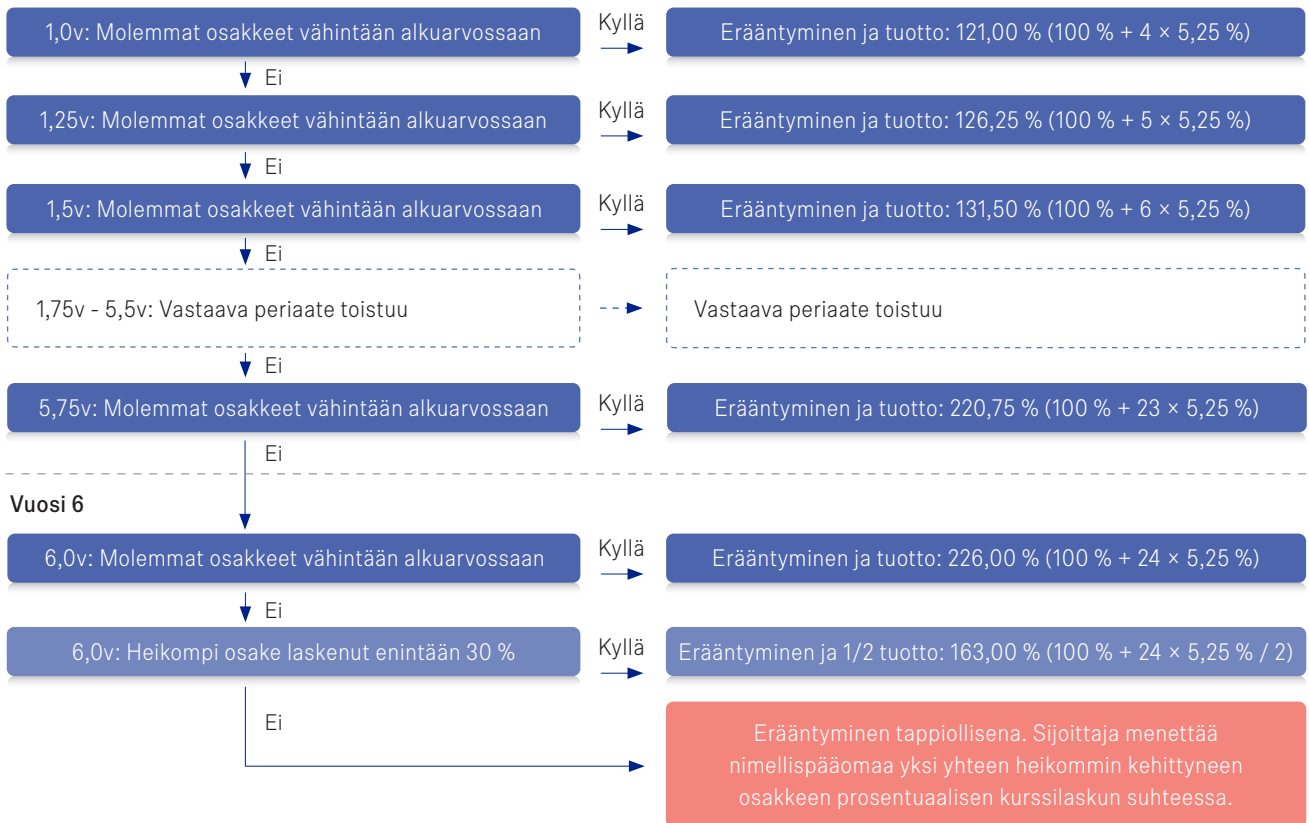 1,0v: Molemmat osakkeet vähintään alkuarvossaan
Kyllä
Erääntyminen ja tuotto: 121,00 % (100 % + 4 × 5,25 %)
Ei
1,25v: Molemmat osakkeet vähintään alkuarvossaan
Kyllä
Erääntyminen ja tuotto: 126,25 % (100 % + 5 × 5,25 %)
Ei
1,5v: Molemmat osakkeet vähintään alkuarvossaan
Kyllä
Erääntyminen ja tuotto: 131,50 % (100 % + 6 × 5,25 %)
Ei
1,75v - 5,5v: Vastaava periaate toistuu
Vastaava periaate toistuu
Ei
5,75v: Molemmat osakkeet vähintään alkuarvossaan
Kyllä
Erääntyminen ja tuotto: 220,75 % (100 % + 23 × 5,25 %)
Ei
Vuosi 6
6,0v: Molemmat osakkeet vähintään alkuarvossaan
Kyllä
Erääntyminen ja tuotto: 226,00 % (100 % + 24 × 5,25 %)
Ei
6,0v: Heikompi osake laskenut enintään 30 %
Kyllä
Erääntyminen ja 1/2 tuotto: 163,00 % (100 % + 24 × 5,25 % / 2)
Ei
Erääntyminen tappiollisena. Sijoittaja menettää
nimellispääomaa yksi yhteen heikommin kehittyneen
osakkeen prosentuaalisen kurssilaskun suhteessa.